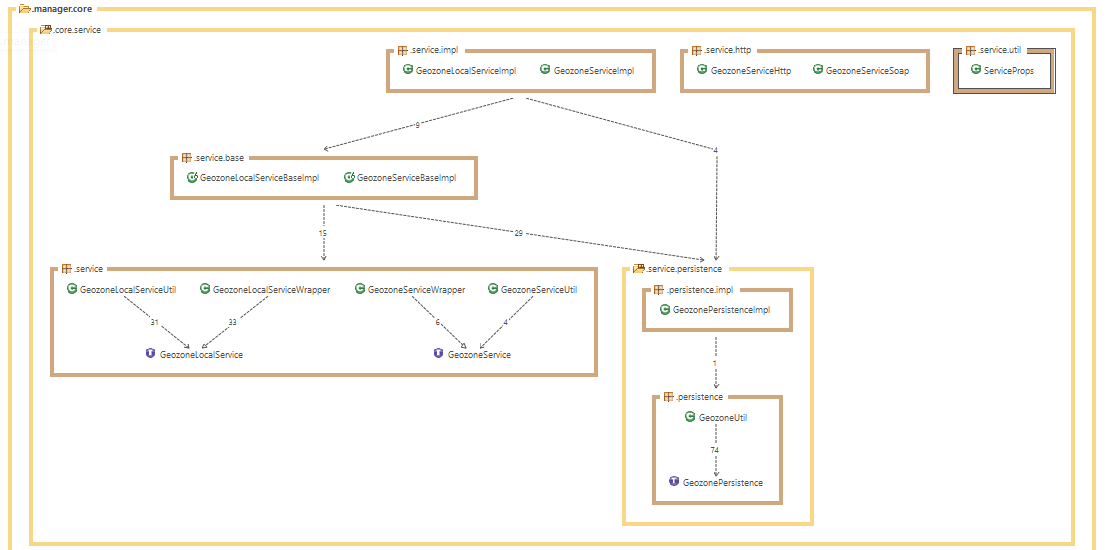 .manager.core
.core.service
manager
.service.impl
GeozoneLocalServiceImpl
GeozoneServiceImpl
.service.http
GeozoneServiceHttp
GeozoneServiceSoap
.service.util
ServiceProps
9
4
.service.base
GeozoneLocalServiceBaseImpl
GeozoneServiceBaseImpl
15
29
.service
GeozoneLocalServiceUtil
GeozoneLocalServiceWrapper
GeozoneServiceWrapper
GeozoneServiceUtil
31
33
6
4
GeozoneLocalService
GeozoneService
.service.persistence
.persistence.impl
GeozonePersistenceImpl
1
.persistence
GeozoneUtil
74
GeozonePersistence